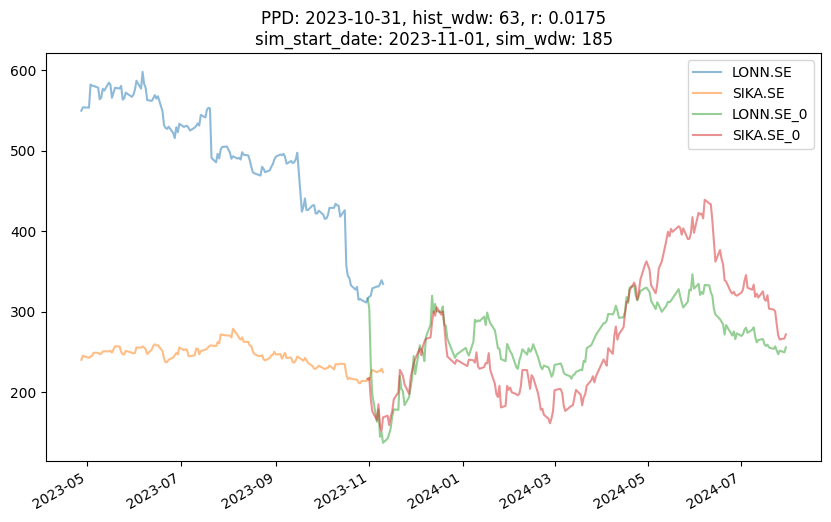 PPD: 2023-10-31, hist_wdw: 63, r: 0.0175
sim_start_date: 2023-11-01, sim_wdw: 185
600
500
400
300
200
LONN.SE
SIKA.SE
LONN.SE_0
SIKA.SE_0
2023-05
2023-07
2023-09
2023-11
2024-01
2024-03
2024-05
2024-07